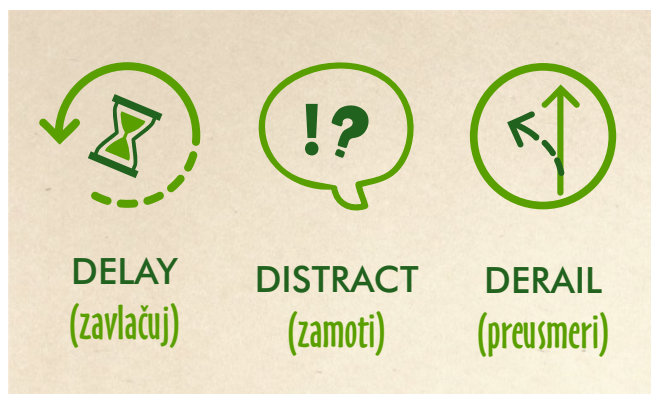 !?
DELAY
(zavlačuj)
DISTRACT
(zamoti)
DERAIL
(preusmeri)